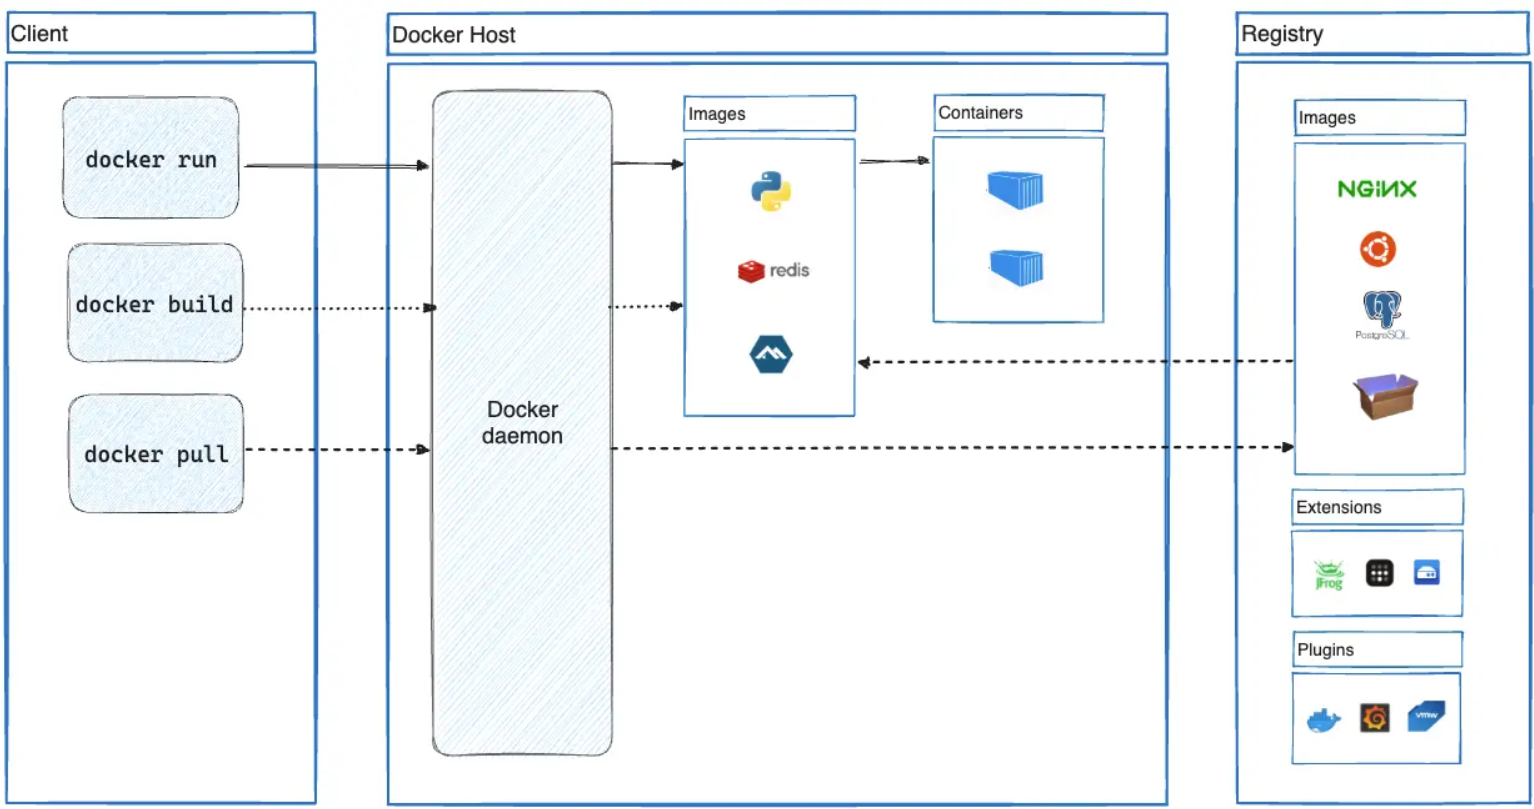 Client
docker run
docker build
docker pull
Docker Host
Docker
daemon
Images
redis
Containers
Registry
Images
NGINX
PostgreSQL
Extensions
JFrog
Plugins
vmw